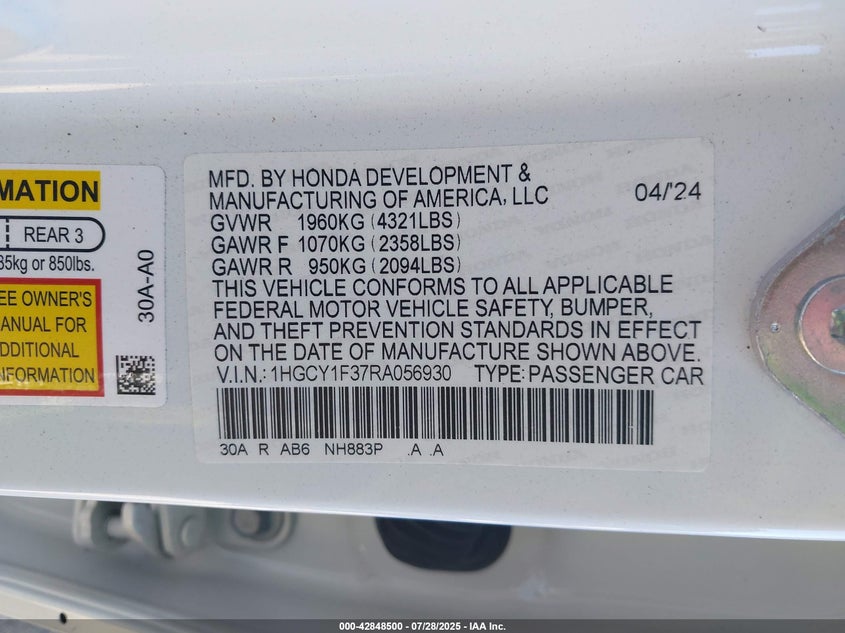 MATION
REAR 3
kg or 850lbs.
EE OWNER'S
ANUAL FOR
DDITIONAL
INFORMATION
30A-A0
MFD. BY HONDA DEVELOPMENT &
MANUFACTURING OF AMERICA, LLC 04/'24
GVWR 1960KG (4321LBS)
GAWR F 1070KG (2358LBS)
GAWR R 950KG (2094LBS)
THIS VEHICLE CONFORMS TO ALL APPLICABLE
FEDERAL MOTOR VEHICLE SAFETY, BUMPER,
AND THEFT PREVENTION STANDARDS IN EFFECT
ON THE DATE OF MANUFACTURE SHOWN ABOVE.
V.I.N.: 1HGCY1F37RA056930 TYPE: PASSENGER CAR
30A R AB6 NH883P .A .A
000-42848500 / 07/28/2025 - IAA Inc.